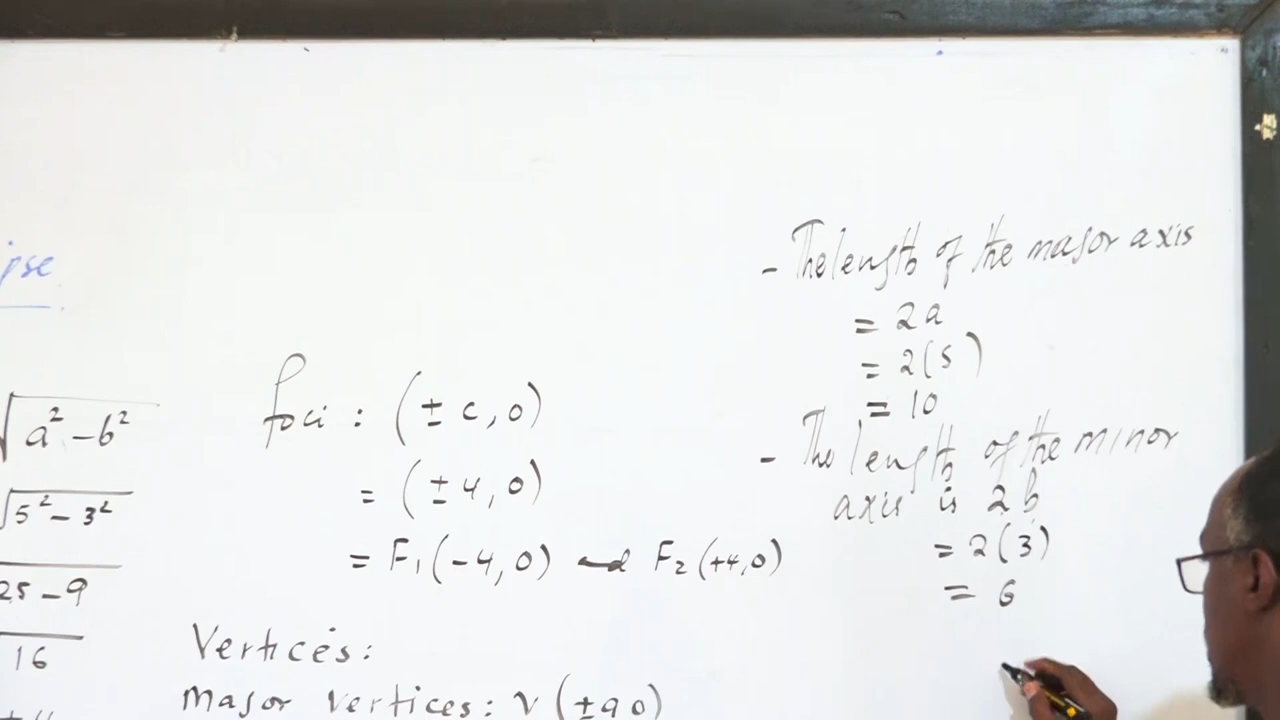 ipse
√a² - b²
√5² - 3²
25 - 9
16
foci : (± c, 0)
= (± 4, 0)
= F₁(-4, 0) and F₂(+4, 0)
Vertices:
Major vertices: V(±a 0)
- The length of the major axis
= 2a
= 2(5)
= 10
- The length of the minor
axis is 2b
= 2(3)
= 6